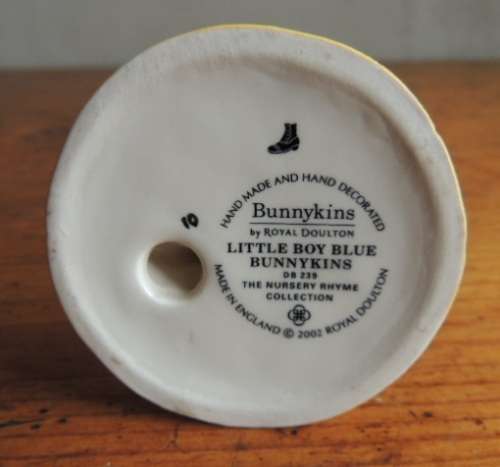 HAND MADE AND HAND DECORATED
Bunnykins
by ROYAL DOULTON
LITTLE BOY BLUE
BUNNYKINS
DB 239
THE NURSERY RHYME
COLLECTION
MADE IN ENGLAND © 2002 ROYAL DOULTON
10